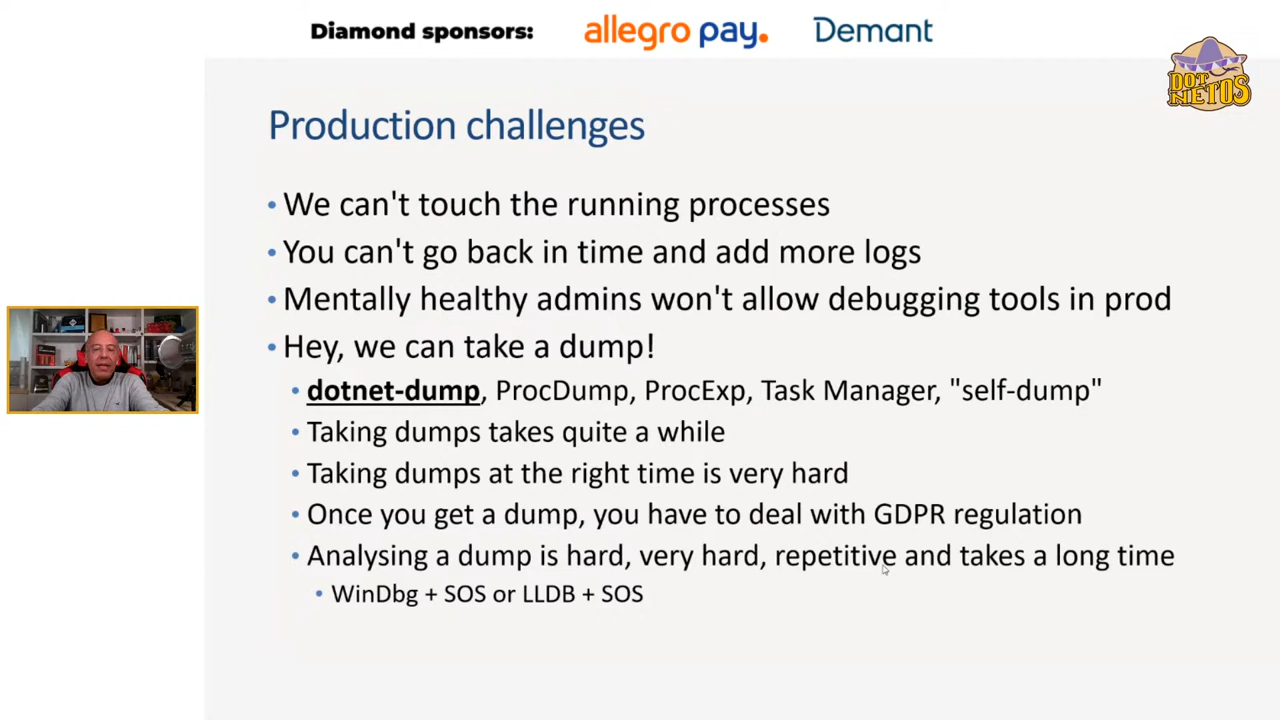 Diamond sponsors: allegro pay. Demant
DOT
NETOS
Production challenges
• We can't touch the running processes
• You can't go back in time and add more logs
• Mentally healthy admins won't allow debugging tools in prod
• Hey, we can take a dump!
• dotnet-dump, ProcDump, ProcExp, Task Manager, "self-dump"
• Taking dumps takes quite a while
• Taking dumps at the right time is very hard
• Once you get a dump, you have to deal with GDPR regulation
• Analysing a dump is hard, very hard, repetitive and takes a long time
• WinDbg + SOS or LLDB + SOS